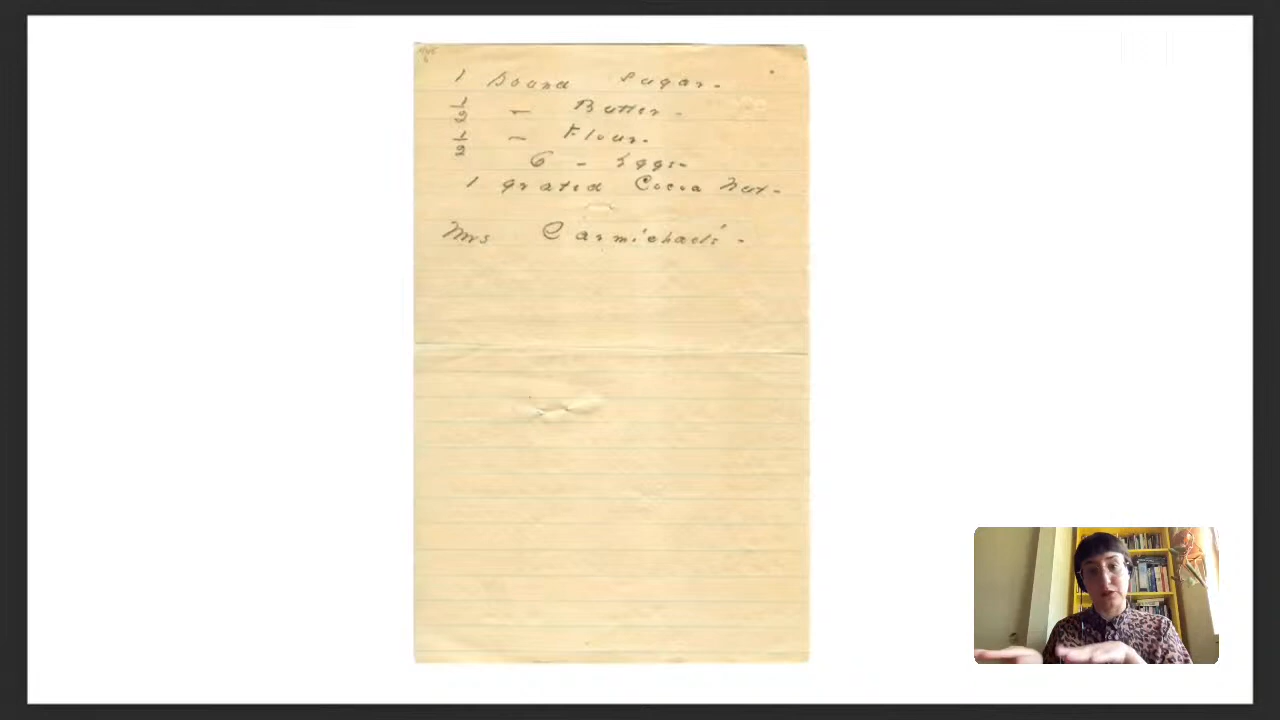 1 Pound Sugar.
1/2 — Butter.
1/2 — Flour.
6 - Eggs-
1 grated Cocoa Nut-
Mrs Carmichael's -